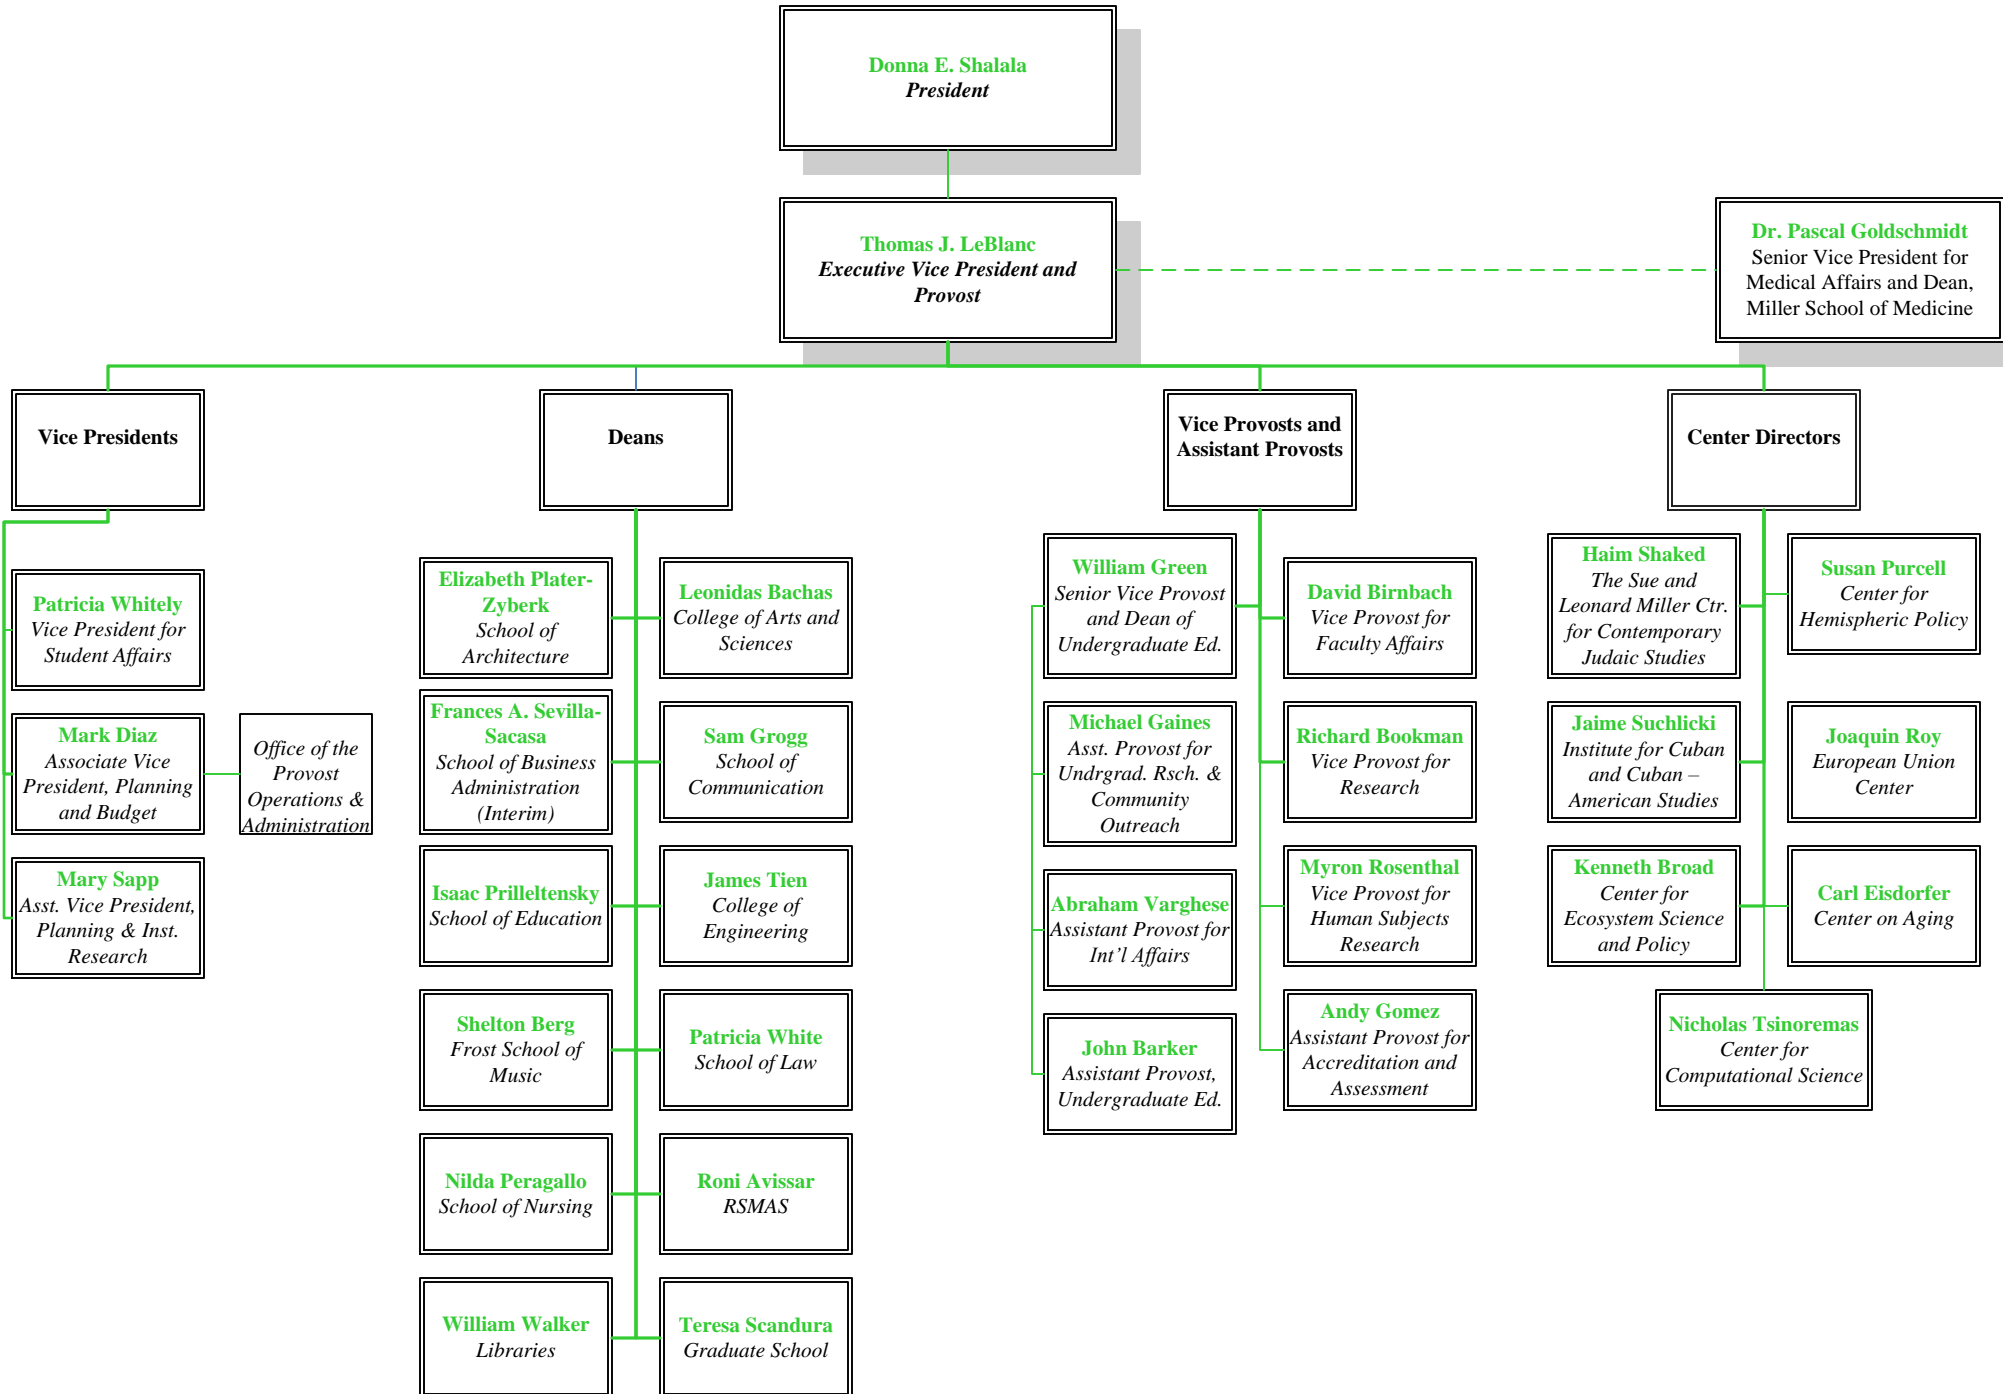 Donna E. Shalala
President
Thomas J. LeBlanc
Executive Vice President and
Provost
Dr. Pascal Goldschmidt
Senior Vice President for
Medical Affairs and Dean,
Miller School of Medicine
Vice Presidents
Deans
Vice Provosts and
Assistant Provosts
Center Directors
Patricia Whitely
Vice President for
Student Affairs
Mark Diaz
Associate Vice
President, Planning
and Budget
Office of the
Provost
Operations &
Administration
Mary Sapp
Asst. Vice President,
Planning & Inst.
Research
Elizabeth Plater-
Zyberk
School of
Architecture
Leonidas Bachas
College of Arts and
Sciences
Frances A. Sevilla-
Sacasa
School of Business
Administration
(Interim)
Sam Grogg
School of
Communication
Isaac Prilleltensky
School of Education
James Tien
College of
Engineering
Shelton Berg
Frost School of
Music
Patricia White
School of Law
Nilda Peragallo
School of Nursing
Roni Avissar
RSMAS
William Walker
Libraries
Teresa Scandura
Graduate School
William Green
Senior Vice Provost
and Dean of
Undergraduate Ed.
David Birnbach
Vice Provost for
Faculty Affairs
Michael Gaines
Asst. Provost for
Undrgrad. Rsch. &
Community
Outreach
Richard Bookman
Vice Provost for
Research
Abraham Varghese
Assistant Provost for
Int’l Affairs
Myron Rosenthal
Vice Provost for
Human Subjects
Research
John Barker
Assistant Provost,
Undergraduate Ed.
Andy Gomez
Assistant Provost for
Accreditation and
Assessment
Haim Shaked
The Sue and
Leonard Miller Ctr.
for Contemporary
Judaic Studies
Susan Purcell
Center for
Hemispheric Policy
Jaime Suchlicki
Institute for Cuban
and Cuban –
American Studies
Joaquin Roy
European Union
Center
Kenneth Broad
Center for
Ecosystem Science
and Policy
Carl Eisdorfer
Center on Aging
Nicholas Tsinoremas
Center for
Computational Science